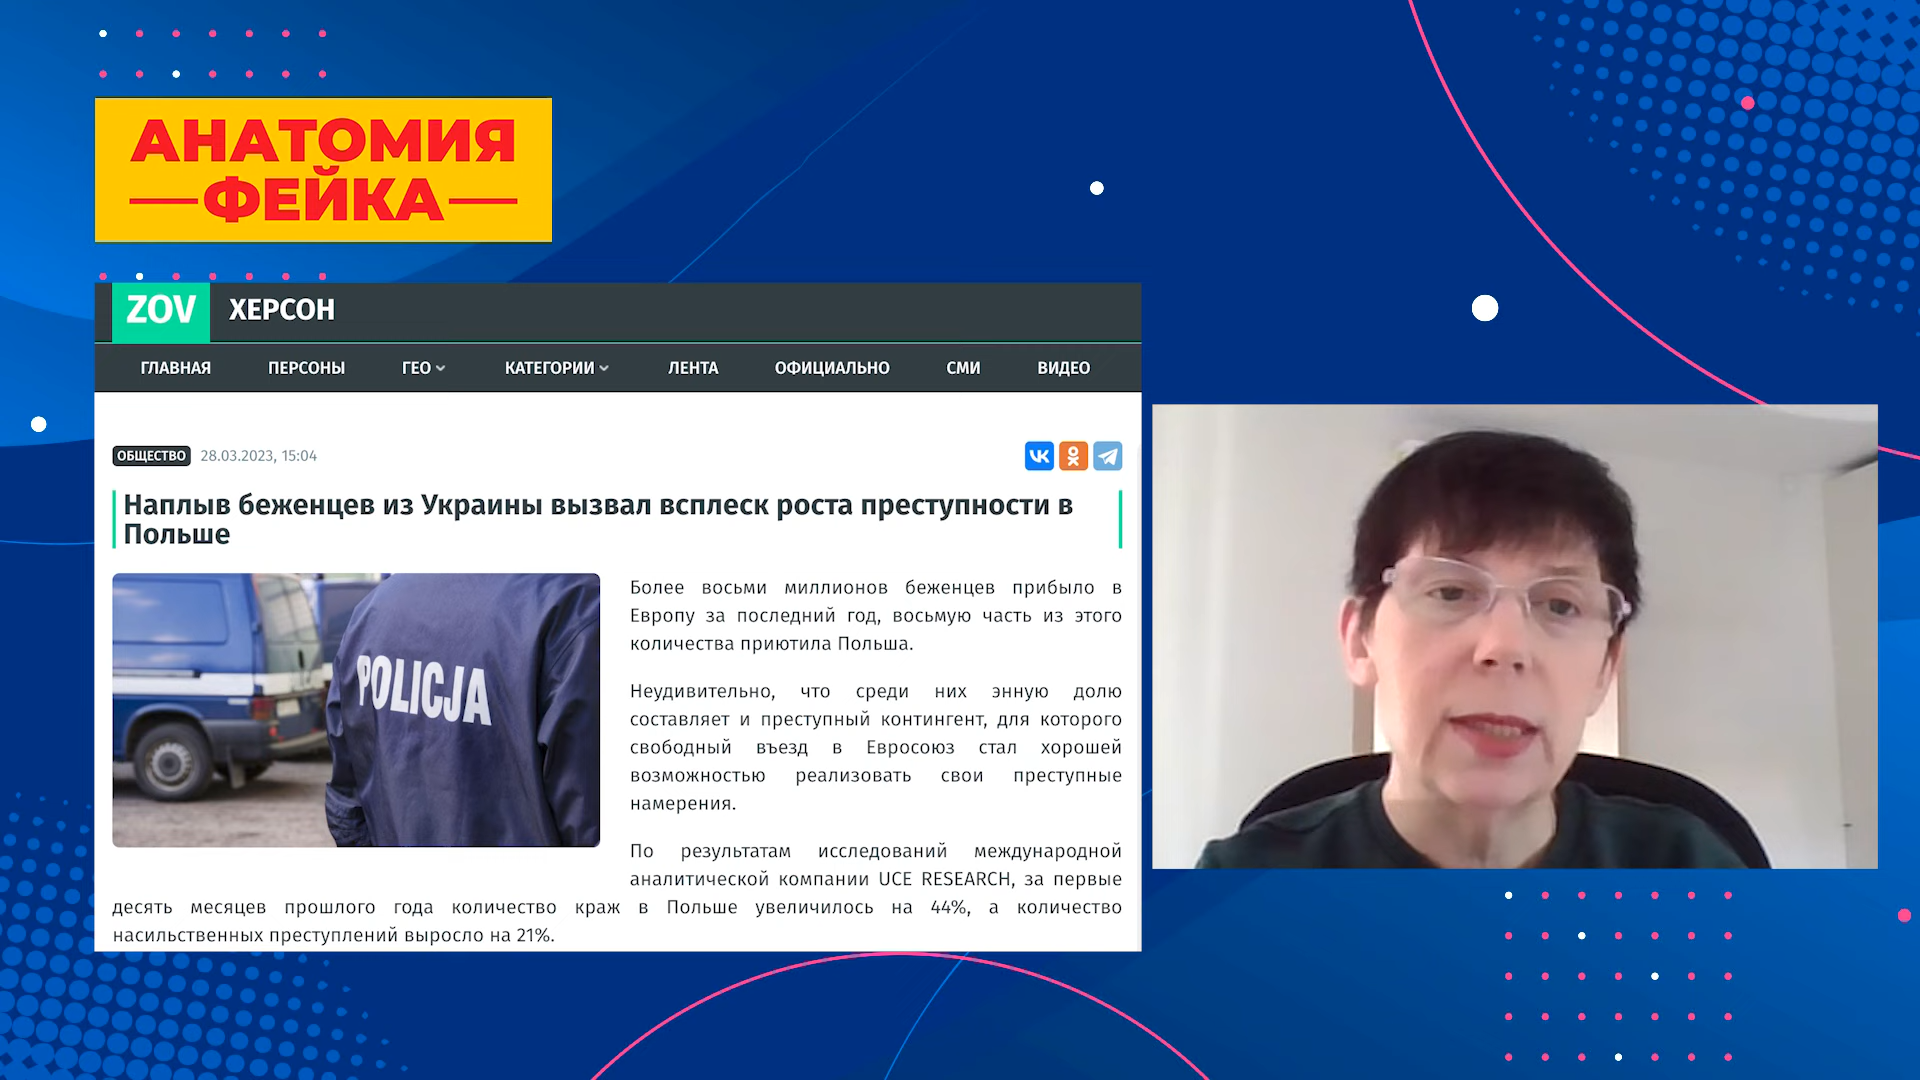 АНАТОМИЯ
ФЕЙКА
ZOV ХЕРСОН
ГЛАВНАЯ ПЕРСОНЫ ГЕО КАТЕГОРИИ ЛЕНТА ОФИЦИАЛЬНО СМИ ВИДЕО
ОБЩЕСТВО 28.03.2023, 15:04
Наплыв беженцев из Украины вызвал всплеск роста преступности в
Польше
POLICJA
Более восьми миллионов беженцев прибыло в
Европу за последний год, восьмую часть из этого
количества приютила Польша.
Неудивительно, что среди них энную долю
составляет и преступный контингент, для которого
свободный въезд в Евросоюз стал хорошей
возможностью реализовать свои преступные
намерения.
По результатам исследований международной
аналитической компании UCE RESEARCH, за первые
десять месяцев прошлого года количество краж в Польше увеличилось на 44%, а количество
насильственных преступлений выросло на 21%.